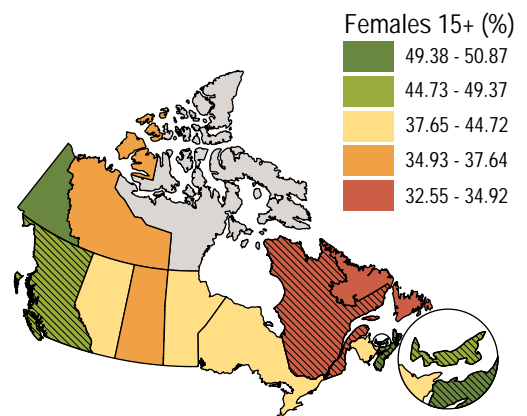 Females 15+ (%)
49.38 - 50.87
44.73 - 49.37
37.65 - 44.72
34.93 - 37.64
32.55 - 34.92